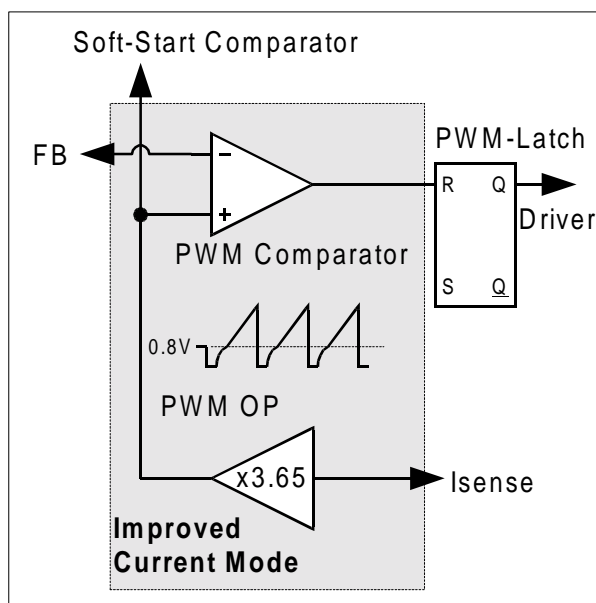 Soft-Start Comparator
FB
PWM-Latch
R Q
Driver
S Q
PWM Comparator
0.8V
PWM OP
x3.65
Isense
Improved
Current Mode